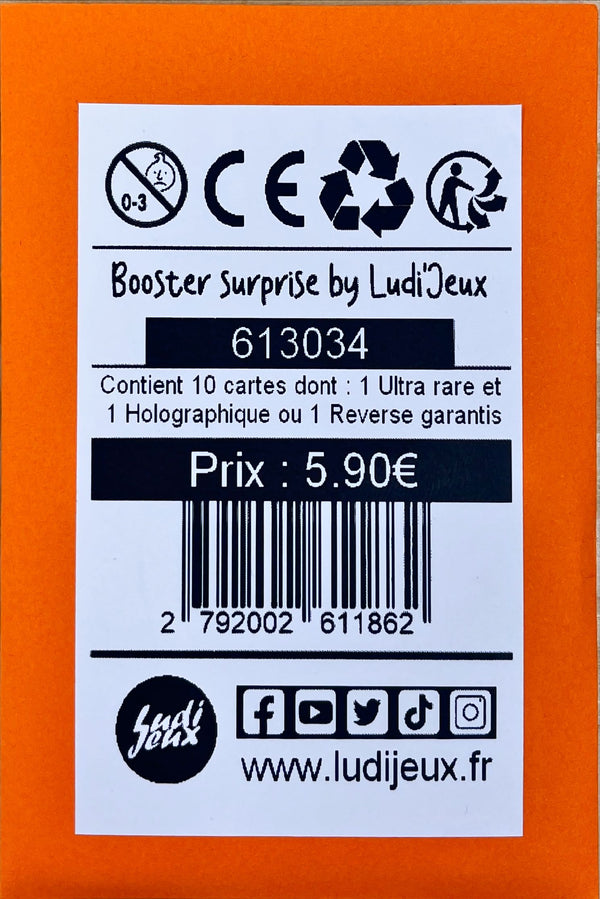 0-3
CE
Booster surprise by Ludi'Jeux
613034
Contient 10 cartes dont : 1 Ultra rare et
1 Holographique ou 1 Reverse garantis
Prix : 5.90€
2 792002 611862
Ludi
Jeux
www.ludijeux.fr